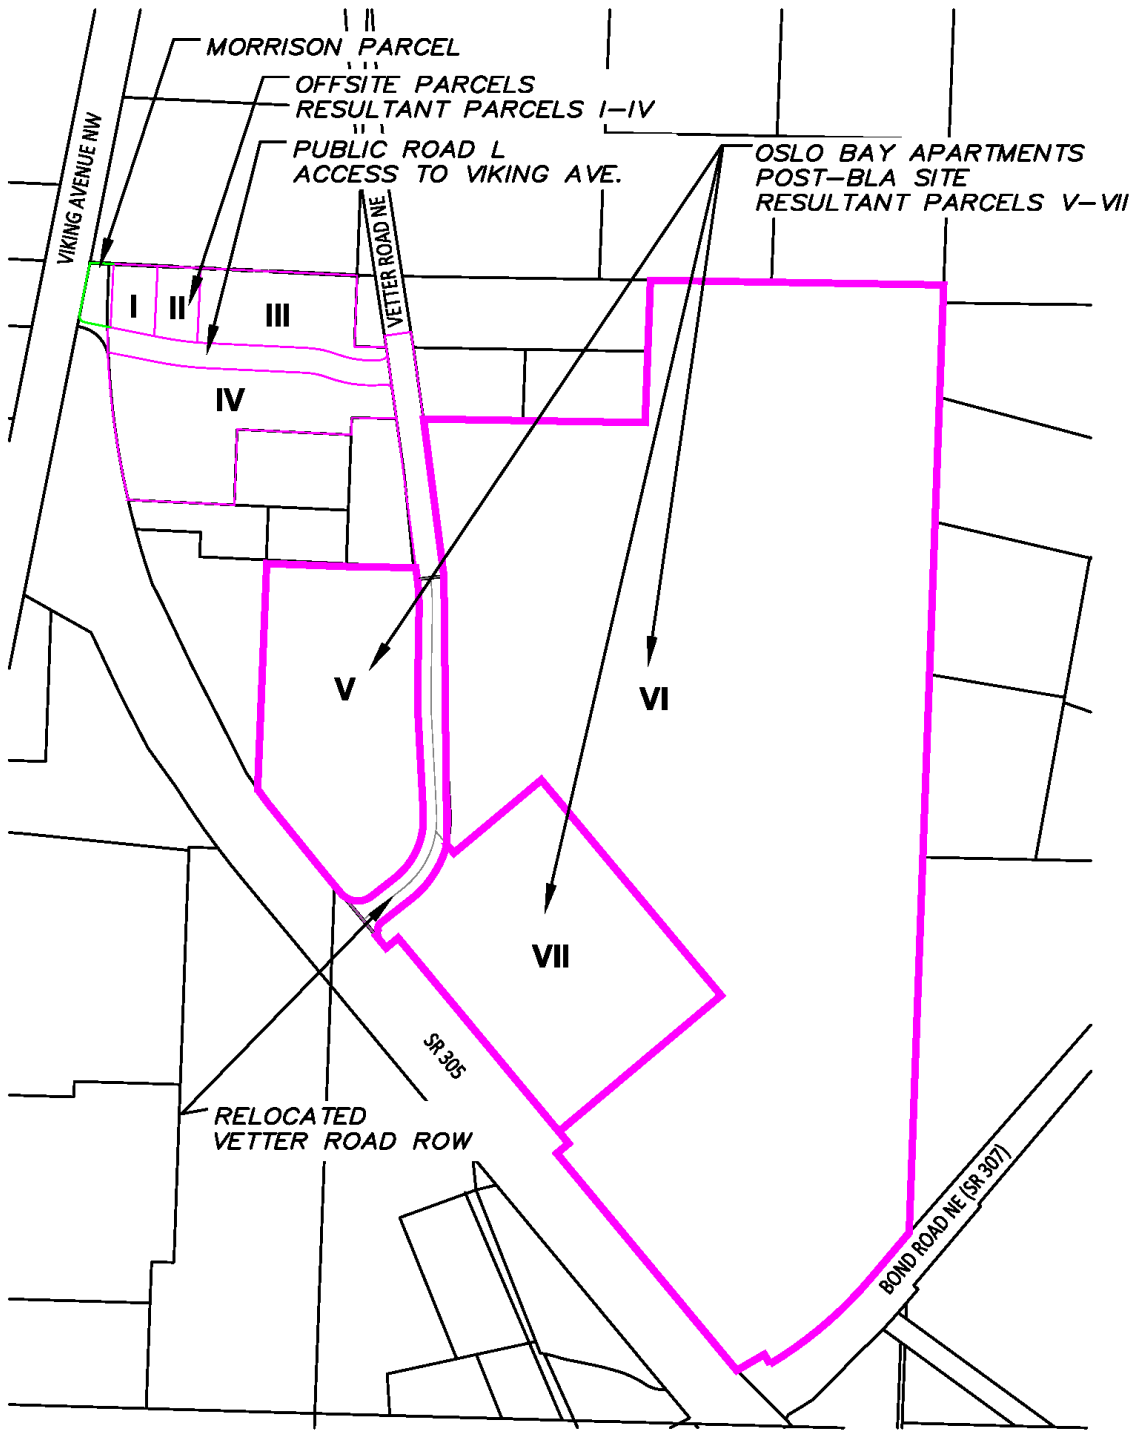 MORRISON PARCEL
OFFSITE PARCELS
RESULTANT PARCELS I-IV
PUBLIC ROAD L
ACCESS TO VIKING AVE.
OSLO BAY APARTMENTS
POST-BLA SITE
RESULTANT PARCELS V-VII
VIKING AVENUE NW
VETTER ROAD NE
I
II
III
IV
V
VI
VII
SR 305
RELOCATED
VETTER ROAD ROW
BOND ROAD NE (SR 307)